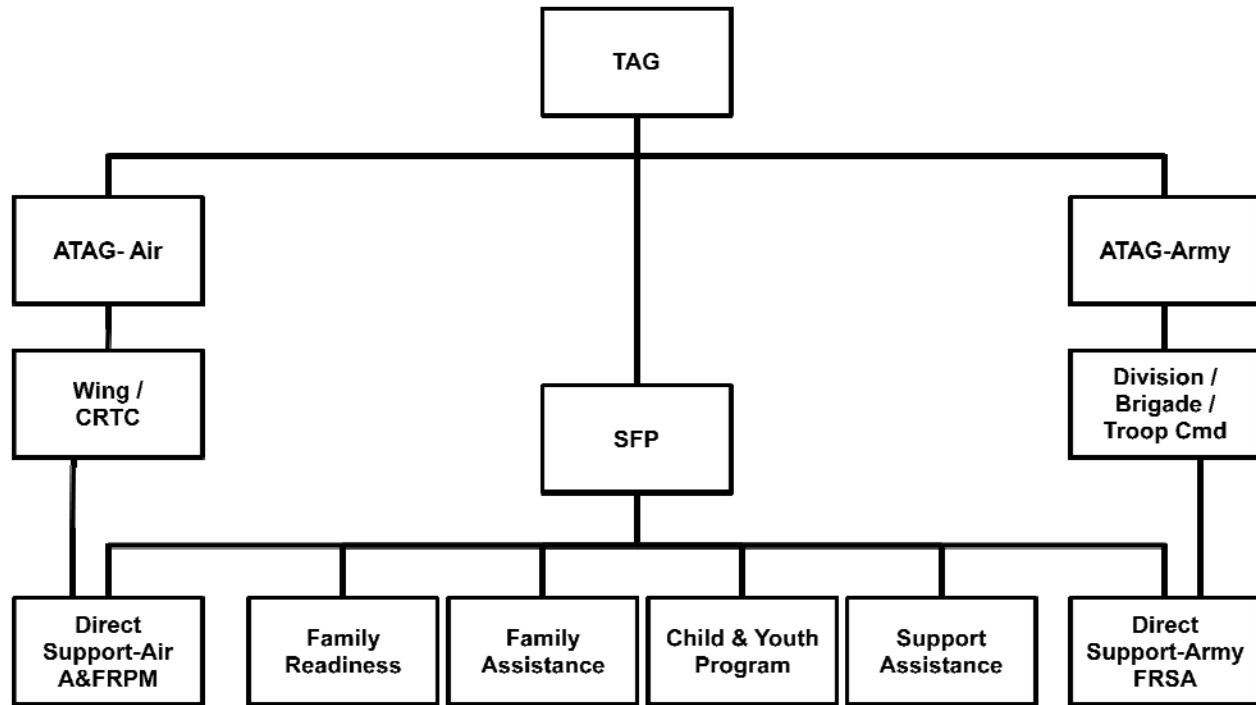 TAG
ATAG- Air
ATAG-Army
Wing /
CRTC
SFP
Division /
Brigade /
Troop Cmd
Direct
Support-Air
A&FRPM
Family
Readiness
Family
Assistance
Child & Youth
Program
Support
Assistance
Direct
Support-Army
FRSA